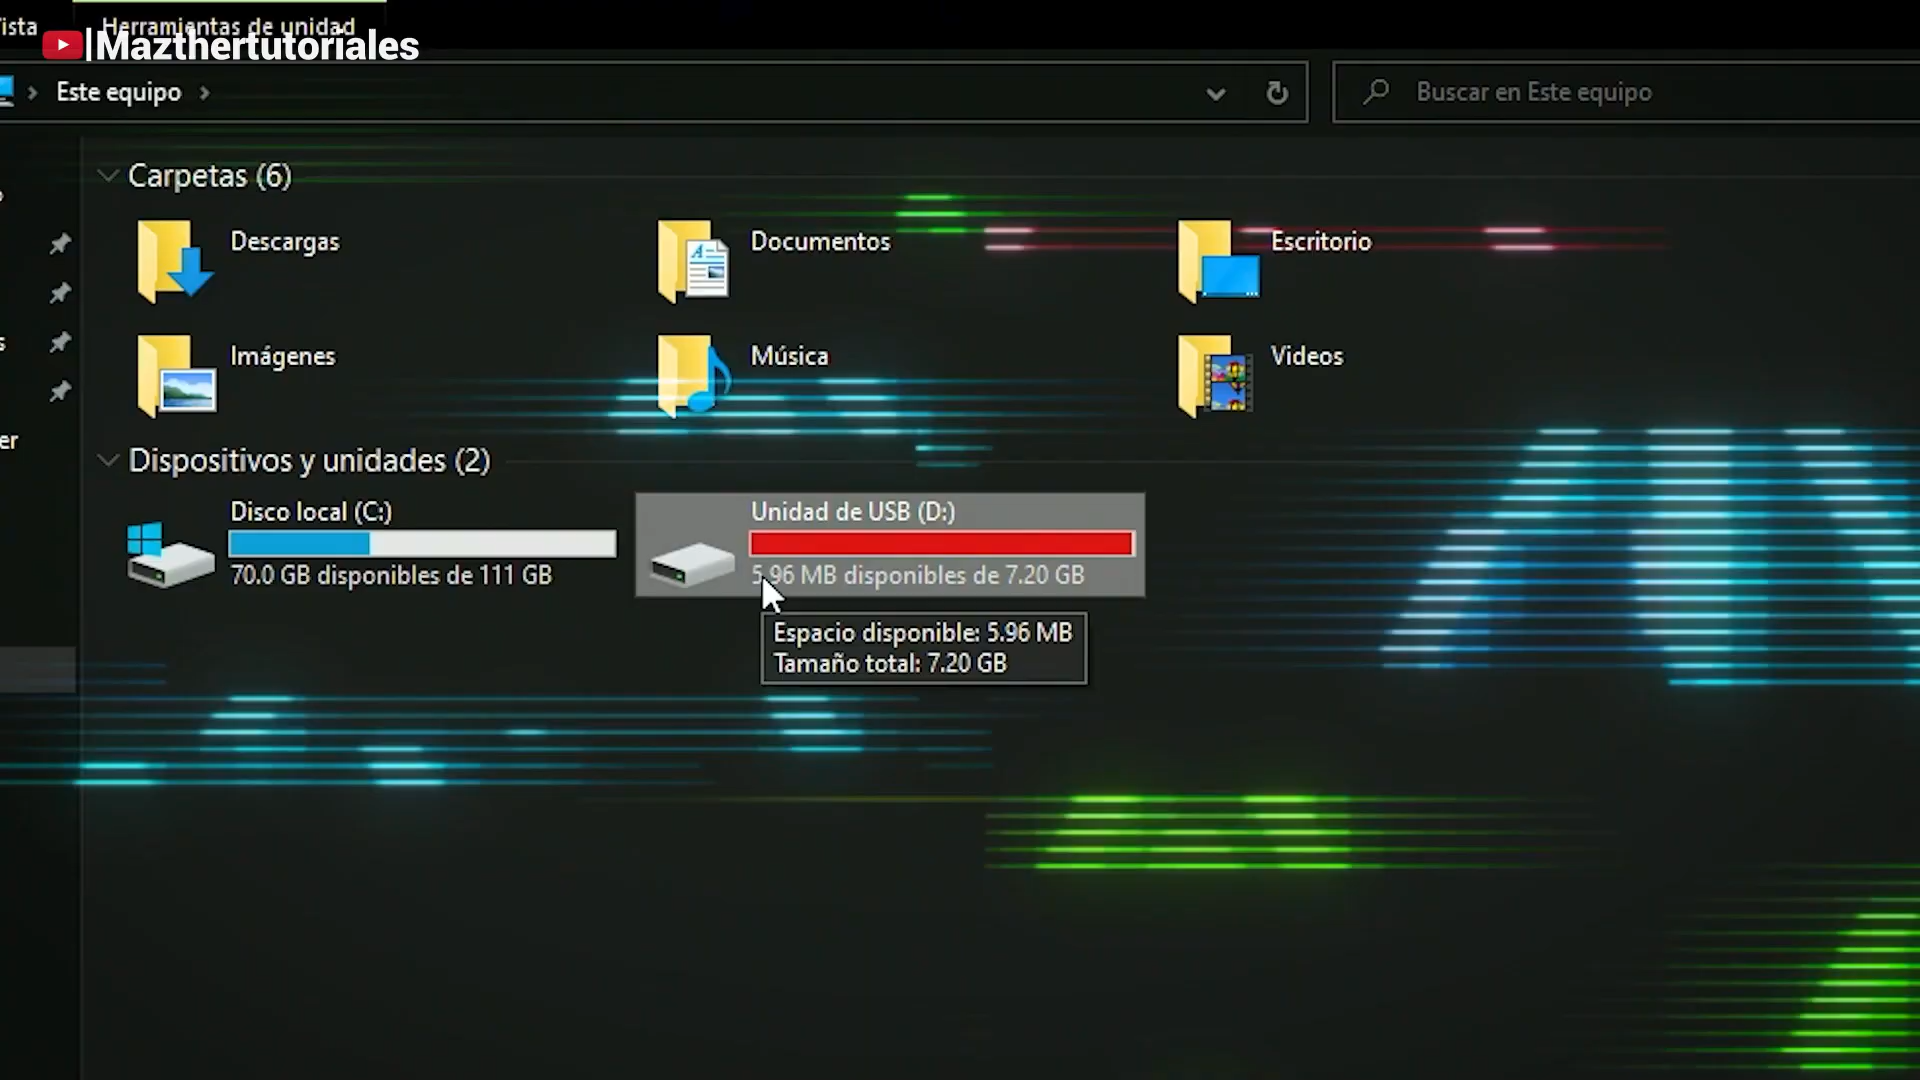 Herramientas de unidad
|Mazthertutoriales
Este equipo
Buscar en Este equipo
Carpetas (6)
Descargas
Documentos
Escritorio
Imágenes
Música
Videos
Dispositivos y unidades (2)
Disco local (C:)
70.0 GB disponibles de 111 GB
Unidad de USB (D:)
5.96 MB disponibles de 7.20 GB
Espacio disponible: 5.96 MB
Tamaño total: 7.20 GB